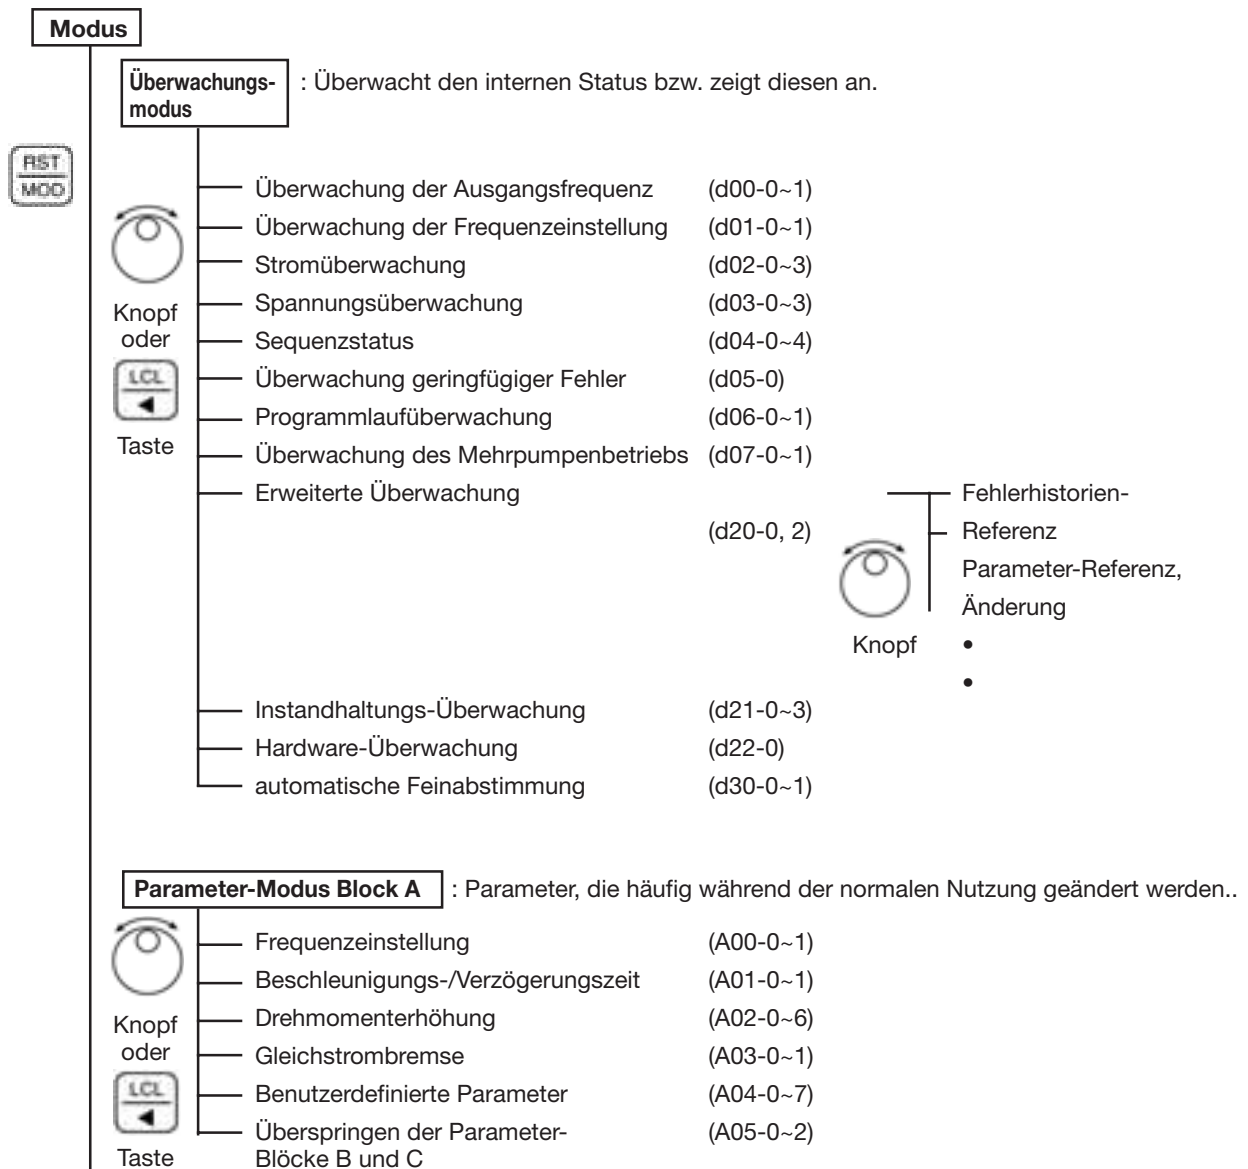 Modus
Überwachungs-
modus
: Überwacht den internen Status bzw. zeigt diesen an.
RST
MOD
Überwachung der Ausgangsfrequenz (d00-0~1)
Überwachung der Frequenzeinstellung (d01-0~1)
Stromüberwachung (d02-0~3)
Spannungsüberwachung (d03-0~3)
Knopf
oder
Sequenzstatus (d04-0~4)
LCL
Überwachung geringfügiger Fehler (d05-0)
Programmlaufüberwachung (d06-0~1)
Taste
Überwachung des Mehrpumpenbetriebs (d07-0~1)
Erweiterte Überwachung
(d20-0, 2)
Fehlerhistorien-
Referenz
Parameter-Referenz,
Änderung
Knopf
•
•
Instandhaltungs-Überwachung (d21-0~3)
Hardware-Überwachung (d22-0)
automatische Feinabstimmung (d30-0~1)
Parameter-Modus Block A : Parameter, die häufig während der normalen Nutzung geändert werden..
Frequenzeinstellung (A00-0~1)
Beschleunigungs-/Verzögerungszeit (A01-0~1)
Drehmomenterhöhung (A02-0~6)
Knopf
oder
Gleichstrombremse (A03-0~1)
LCL
Benutzerdefinierte Parameter (A04-0~7)
Überspringen der Parameter- (A05-0~2)
Blöcke B und C
Taste